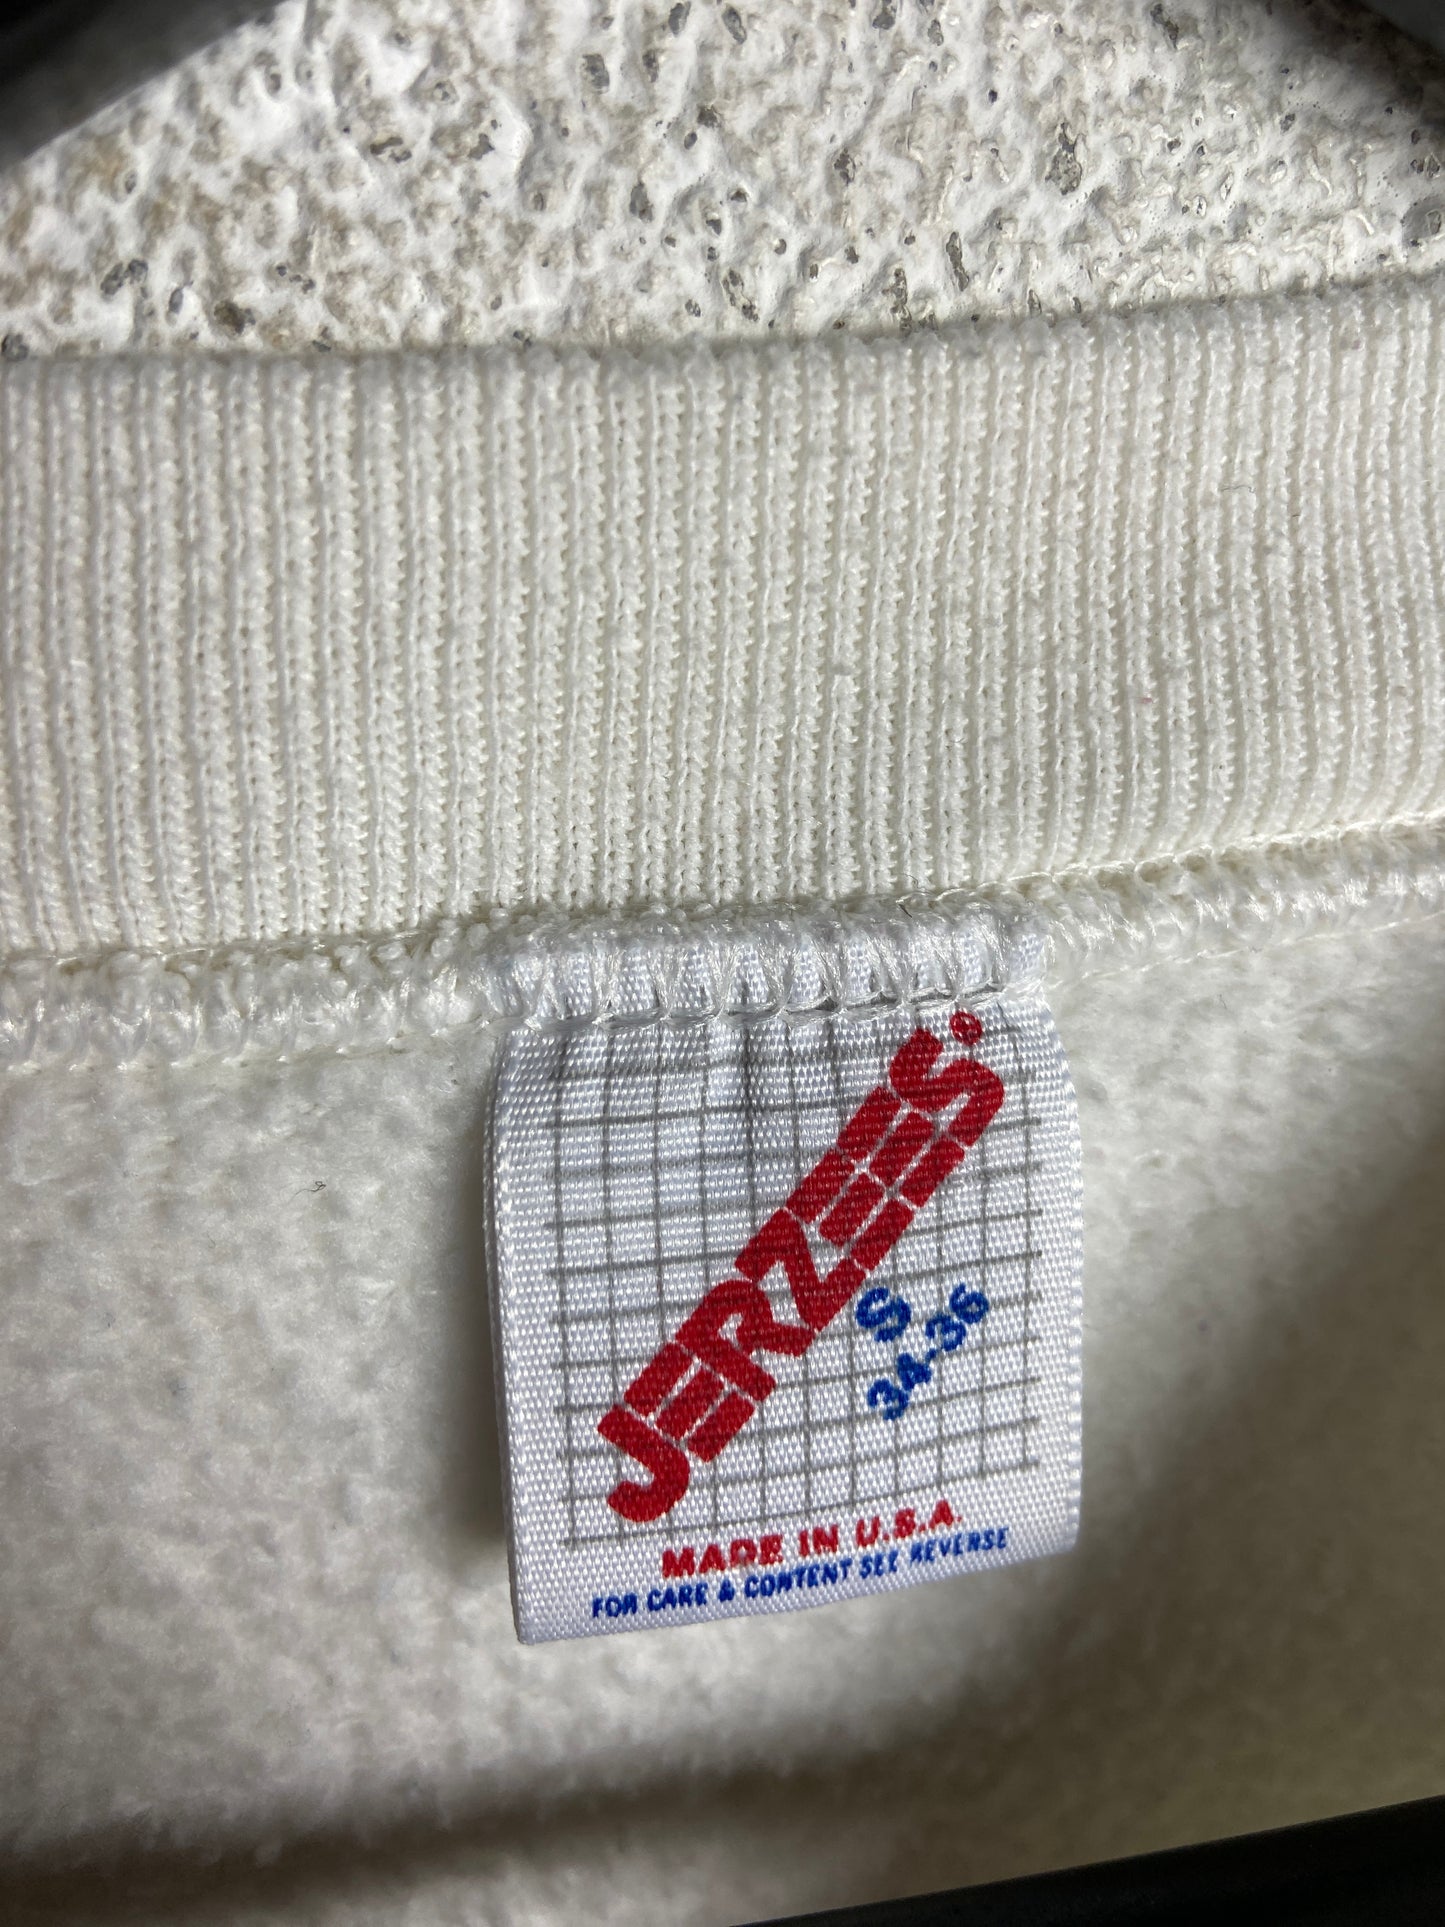 JERZEES®
S
34-36
MADE IN U.S.A.
FOR CARE & CONTENT SEE REVERSE